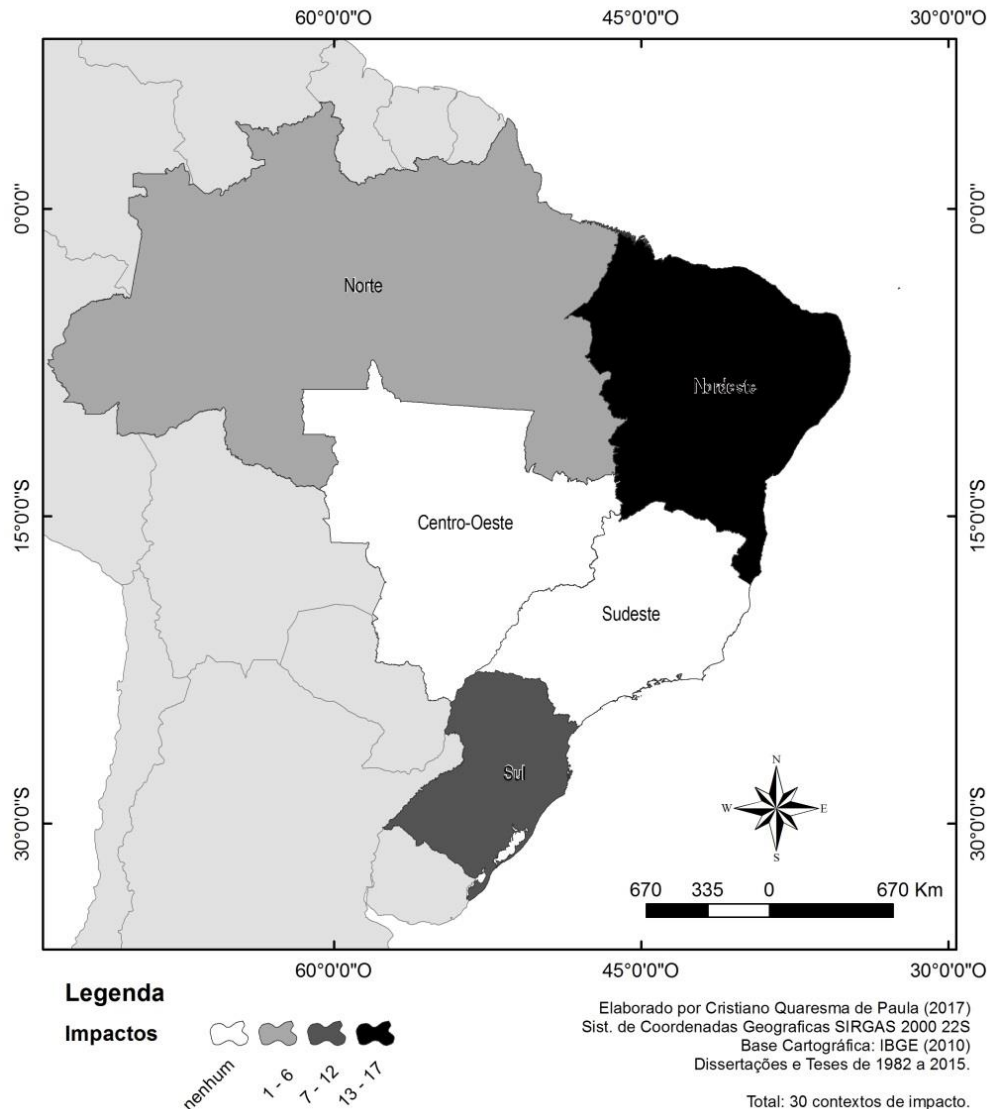 60°0'0"O 45°0'0"O 30°0'0"O
0°0'0"
0°0'0"
Norte
Nordeste
15°0'0"S
15°0'0"S
Centro-Oeste
Sudeste
Sul
N
W E
S
30°0'0"S
30°0'0"S
670 335 0 670 Km
60°0'0"O 45°0'0"O 30°0'0"O
Legenda
Impactos
nenhum
1 - 6
7 - 12
13 - 17
Elaborado por Cristiano Quaresma de Paula (2017)
Sist. de Coordenadas Geograficas SIRGAS 2000 22S
Base Cartográfica: IBGE (2010)
Dissertações e Teses de 1982 a 2015.
Total: 30 contextos de impacto.